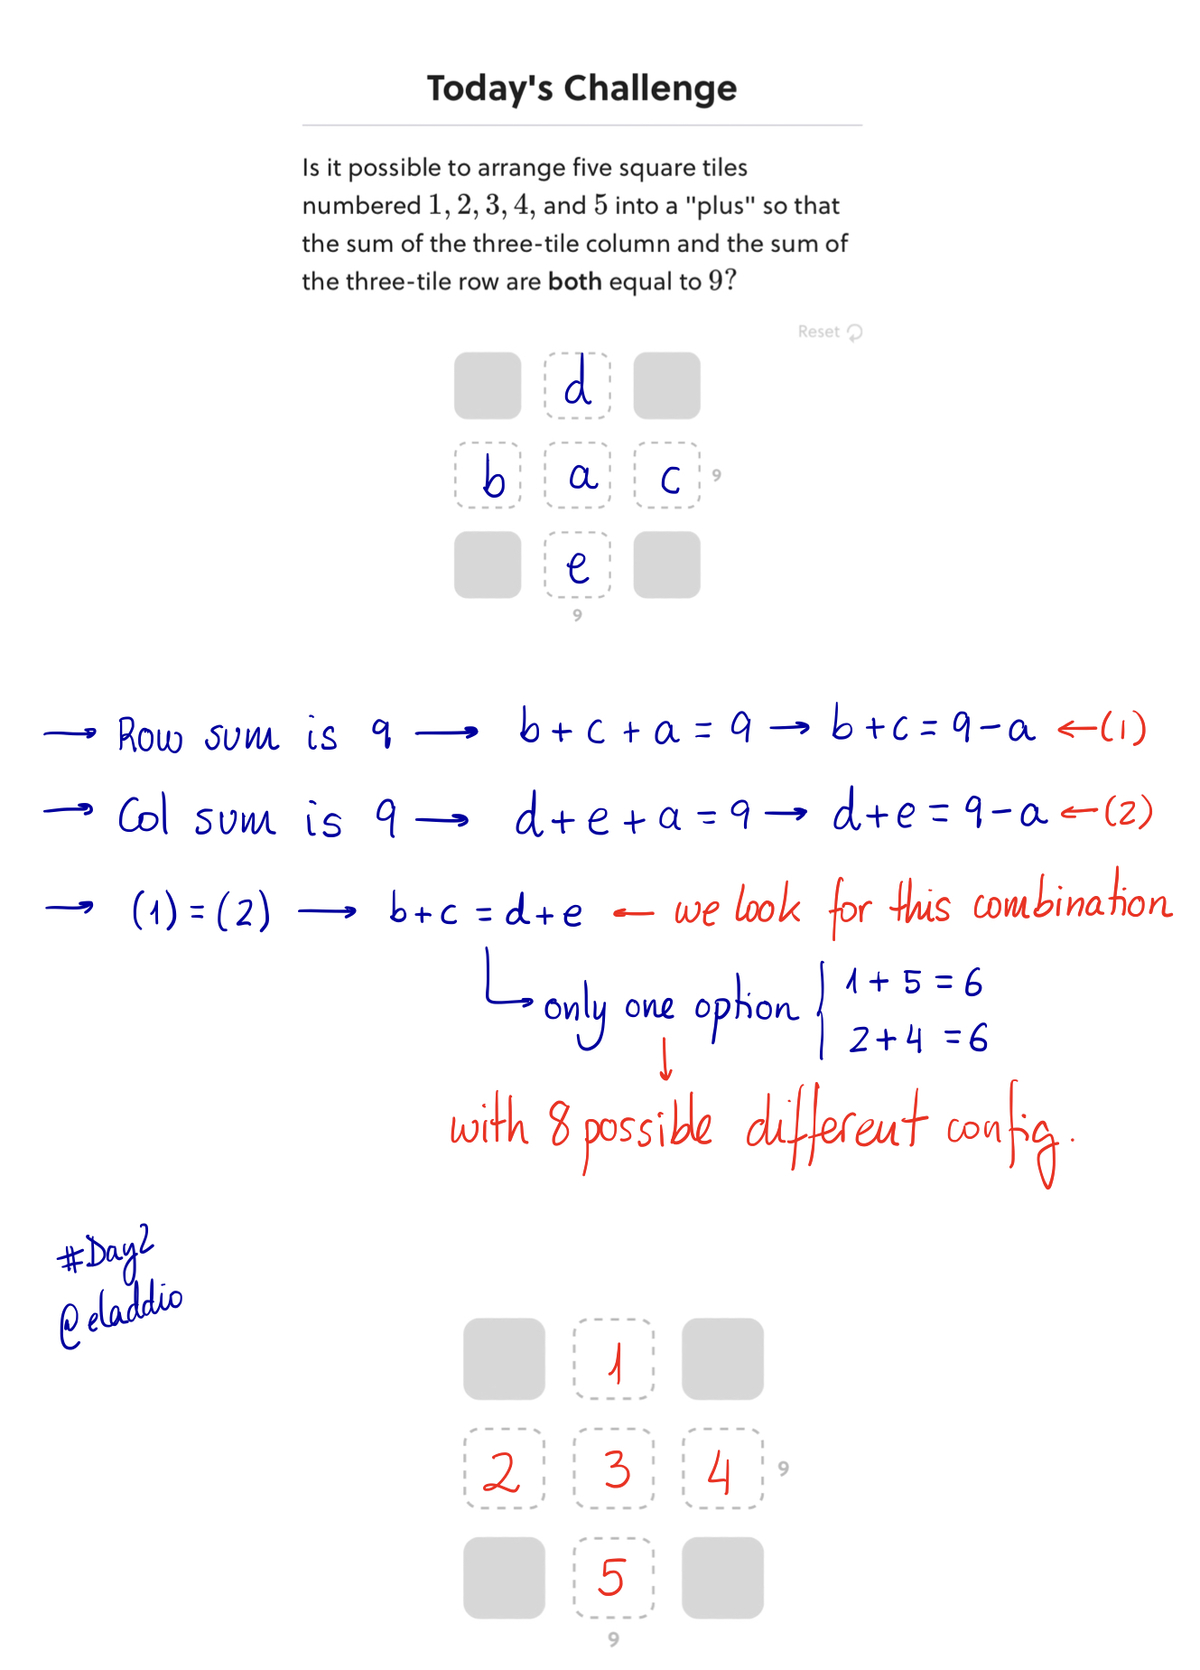 Today's Challenge
Is it possible to arrange five square tiles
numbered 1, 2, 3, 4, and 5 into a "plus" so that
the sum of the three-tile column and the sum of
the three-tile row are both equal to 9?
Reset
d
b a c 9
e
9
→ Row sum is 9 → b+c+a=9 → b+c=9-a ←(1)
→ Col sum is 9 → d+e+a=9 → d+e=9-a ←(2)
→ (1)=(2) → b+c=d+e ← we look for this combination
only one option { 1+5=6
2+4=6
↓
with 8 possible different config.
#Day2
@eladdio
1
2 3 4 9
5
9